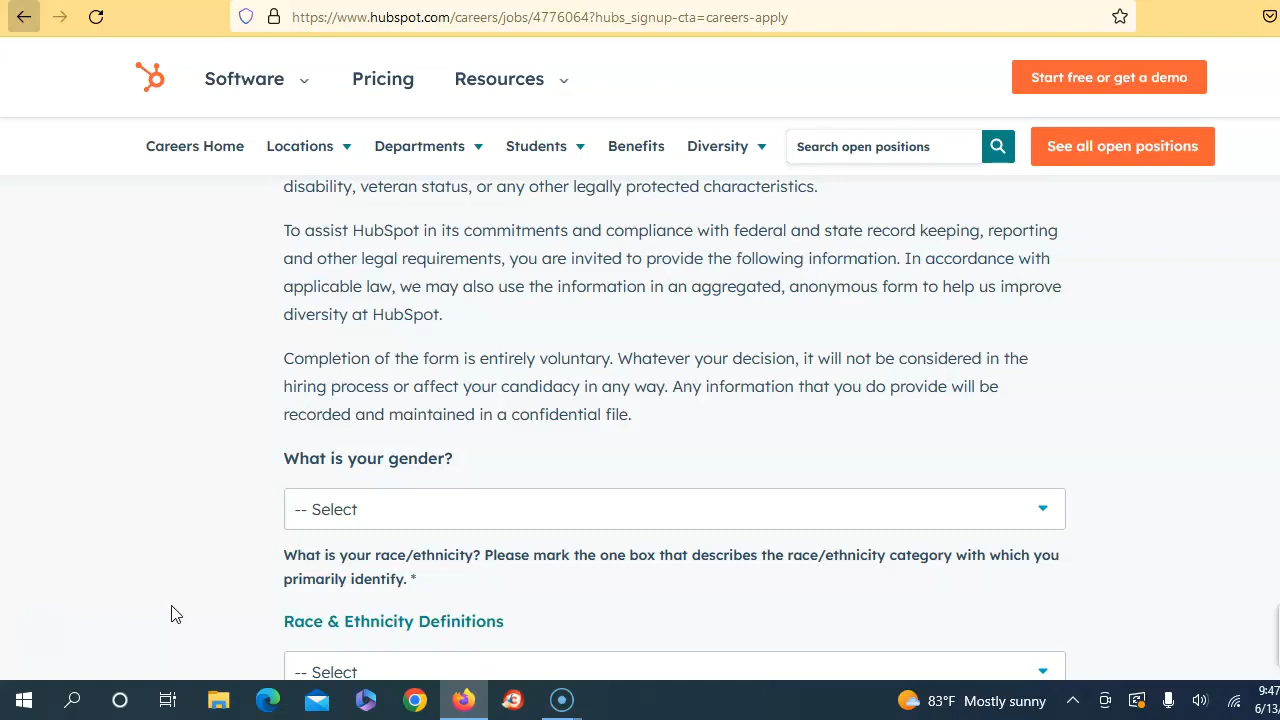 https://www.hubspot.com/careers/jobs/4776064?hubs_signup-cta=careers-apply
Software Pricing Resources Start free or get a demo
Careers Home Locations Departments Students Benefits Diversity Search open positions See all open positions
disability, veteran status, or any other legally protected characteristics.
To assist HubSpot in its commitments and compliance with federal and state record keeping, reporting
and other legal requirements, you are invited to provide the following information. In accordance with
applicable law, we may also use the information in an aggregated, anonymous form to help us improve
diversity at HubSpot.
Completion of the form is entirely voluntary. Whatever your decision, it will not be considered in the
hiring process or affect your candidacy in any way. Any information that you do provide will be
recorded and maintained in a confidential file.
What is your gender?
-- Select
What is your race/ethnicity? Please mark the one box that describes the race/ethnicity category with which you
primarily identify. *
Race & Ethnicity Definitions
-- Select
83°F Mostly sunny
9:47
6/13/